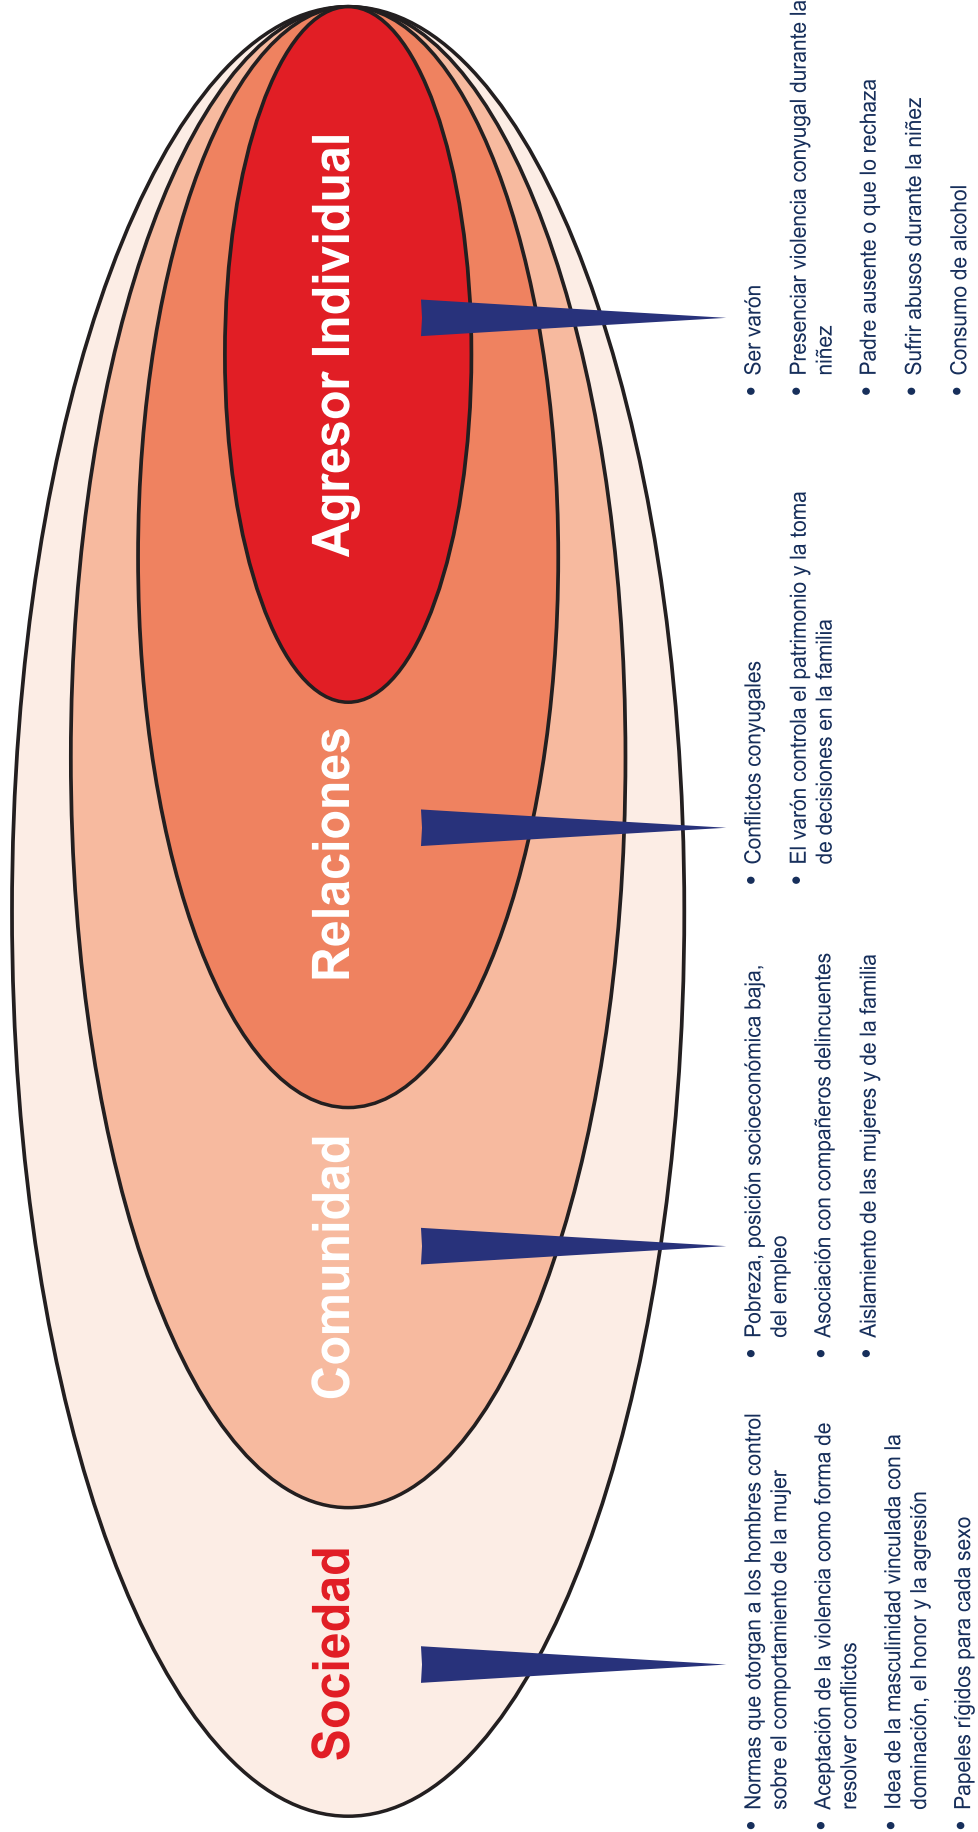 Sociedad
Comunidad
Relaciones
Agresor Individual
• Normas que otorgan a los hombres control
sobre el comportamiento de la mujer
• Aceptación de la violencia como forma de
resolver conflictos
• Idea de la masculinidad vinculada con la
dominación, el honor y la agresión
• Papeles rígidos para cada sexo
• Pobreza, posición socioeconómica baja,
del empleo
• Asociación con compañeros delincuentes
• Aislamiento de las mujeres y de la familia
• Conflictos conyugales
• El varón controla el patrimonio y la toma
de decisiones en la familia
• Ser varón
• Presenciar violencia conyugal durante la
niñez
• Padre ausente o que lo rechaza
• Sufrir abusos durante la niñez
• Consumo de alcohol